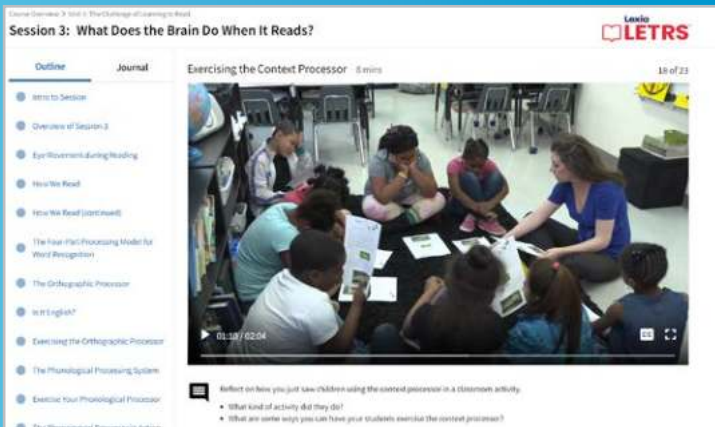 Course Overview > Unit 1: The Challenge of Learning to Read
Session 3: What Does the Brain Do When It Reads?
Lexia
LETRS
Outline
Journal
Intro to Session
Overview of Session 3
Eye Movement during Reading
How We Read
How We Read (continued)
The Four-Part Processing Model for
Word Recognition
The Orthographic Processor
Is It English?
Exercising the Orthographic Processor
The Phonological Processing System
Exercise Your Phonological Processor
Exercising the Context Processor 6 mins
18 of 23
01:10 / 02:04
CC
Reflect on how you just saw children using the context processor in a classroom activity.
• What kind of activity did they do?
• What are some ways you can have your students exercise the context processor?